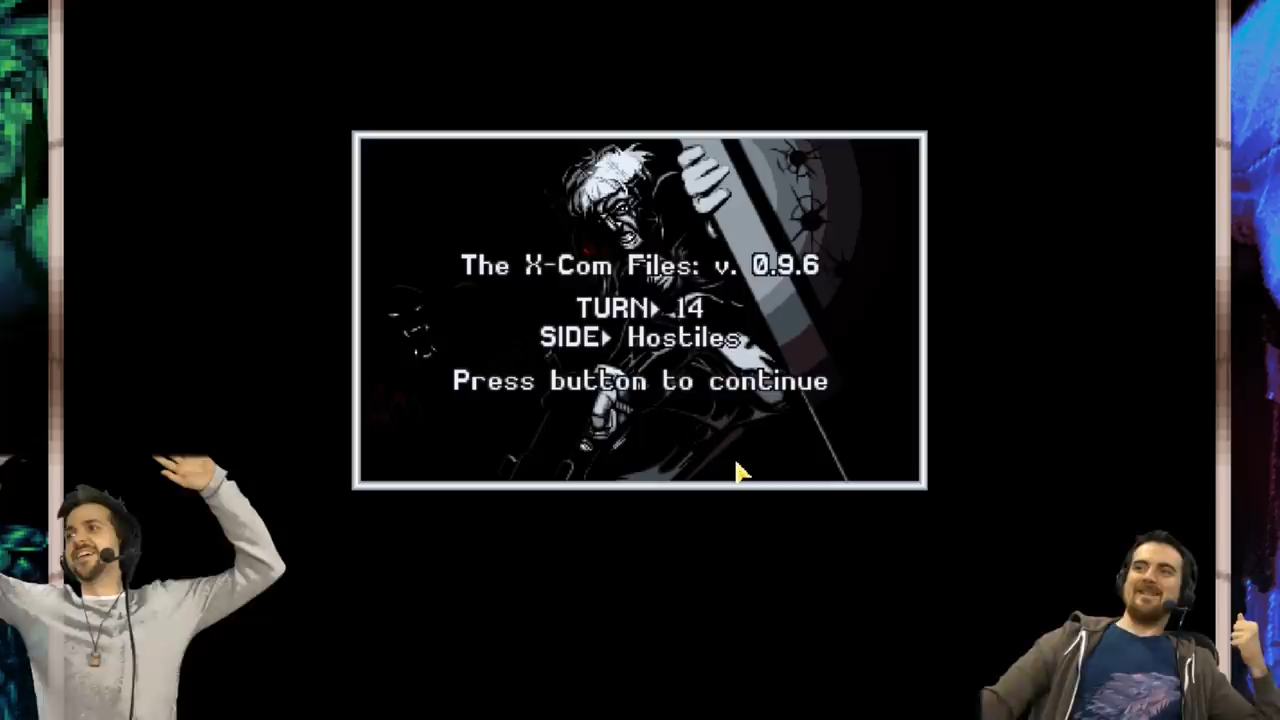 The X-Com Files: v. 0.9.6
TURN▸ 14
SIDE▸ Hostiles
Press button to continue